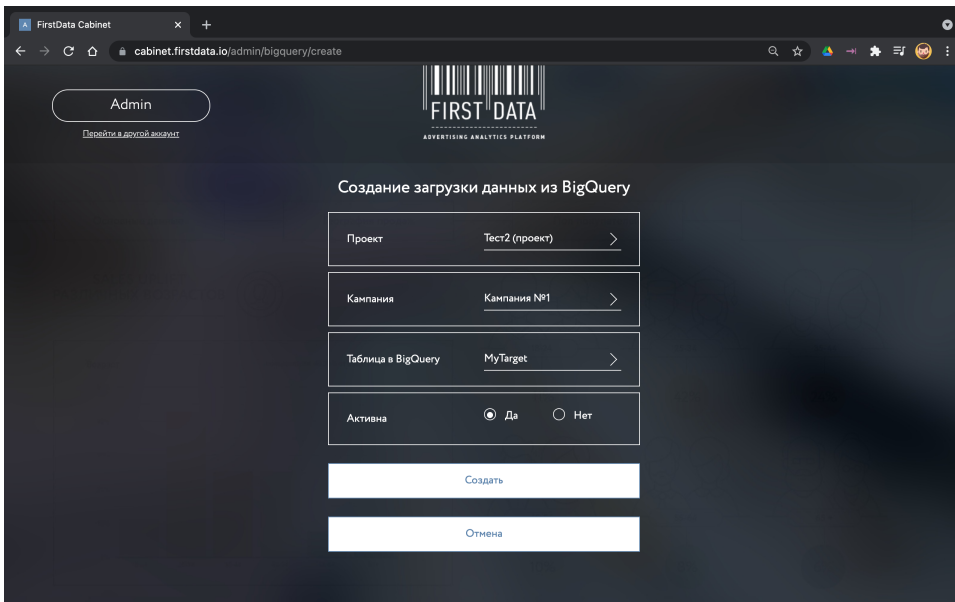 FirstData Cabinet
cabinet.firstdata.io/admin/bigquery/create
Admin
Перейти в другой аккаунт
FIRST DATA
ADVERTISING ANALYTICS PLATFORM
Создание загрузки данных из BigQuery
Проект Тест2 (проект)
Кампания Кампания №1
Таблица в BigQuery MyTarget
Активна Да Нет
Создать
Отмена